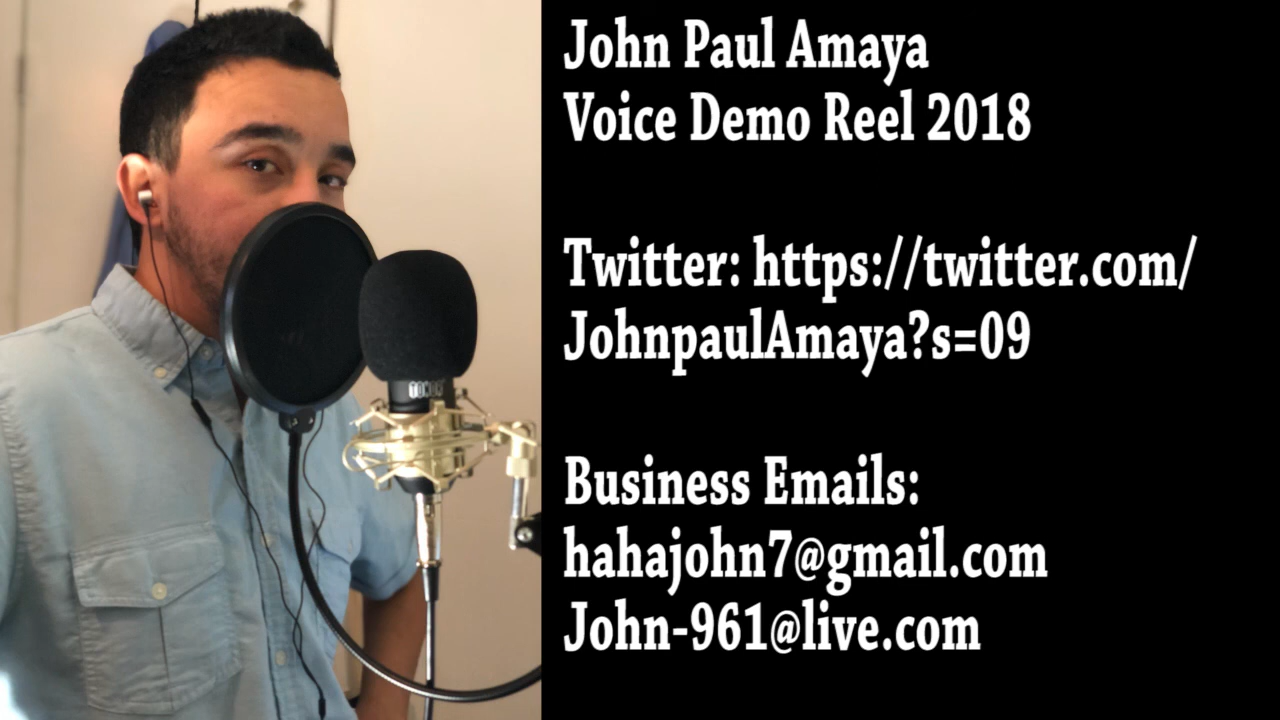 John Paul Amaya
Voice Demo Reel 2018
Twitter: https://twitter.com/
JohnpaulAmaya?s=09
Business Emails:
hahajohn7@gmail.com
John-961@live.com